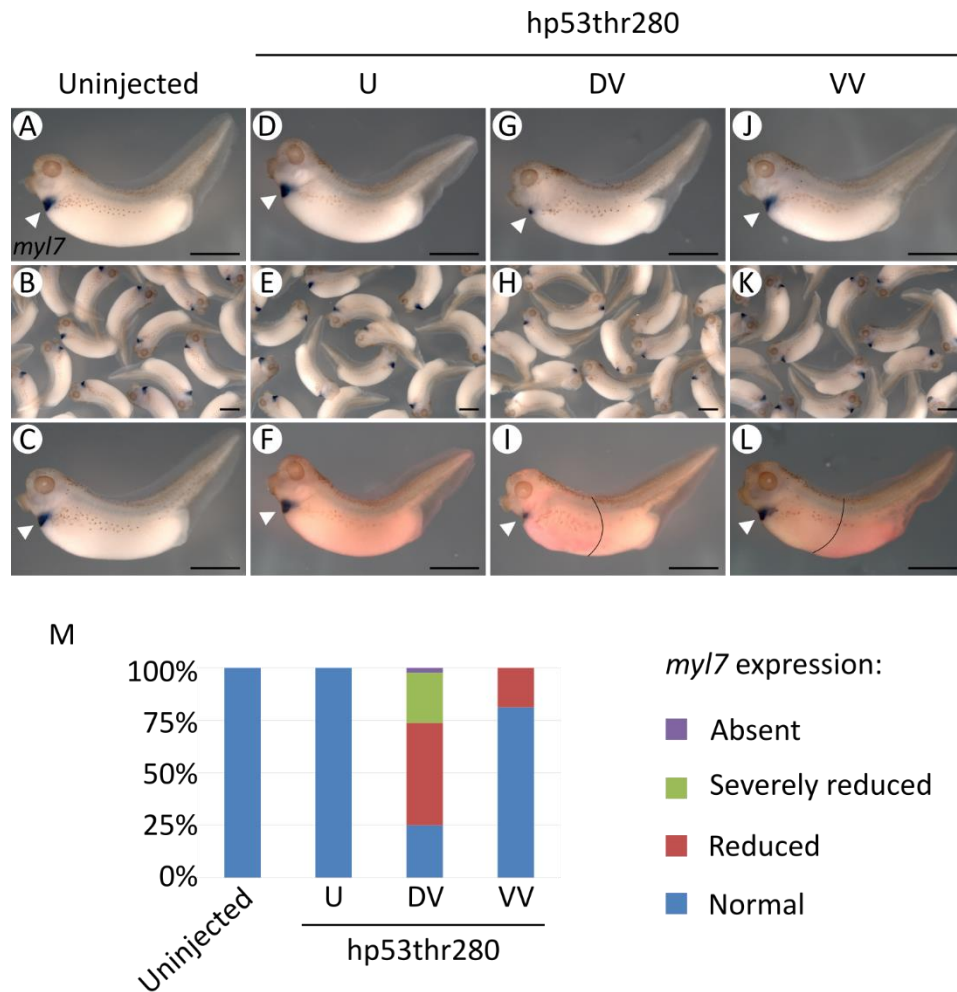 hp53thr280
Uninjected U DV VV
A D G J
myl7
B E H K
C F I L
M
100%
75%
50%
25%
0%
Uninjected U DV VV
hp53thr280
myl7 expression:
Absent
Severely reduced
Reduced
Normal